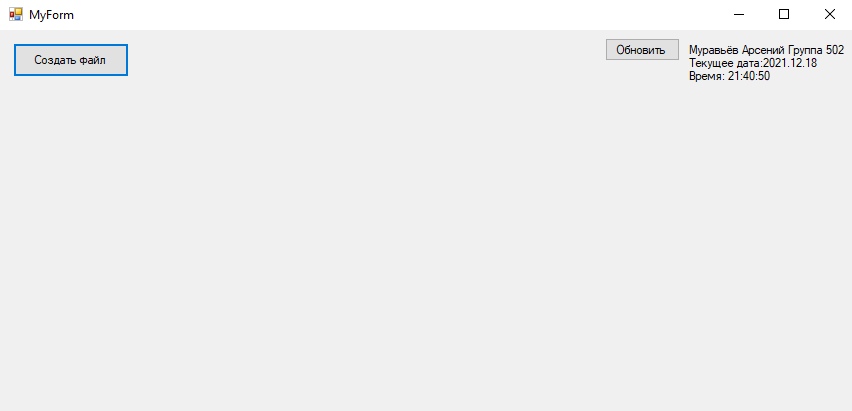 MyForm
Создать файл
Обновить
Муравьёв Арсений Группа 502
Текущее дата:2021.12.18
Время: 21:40:50